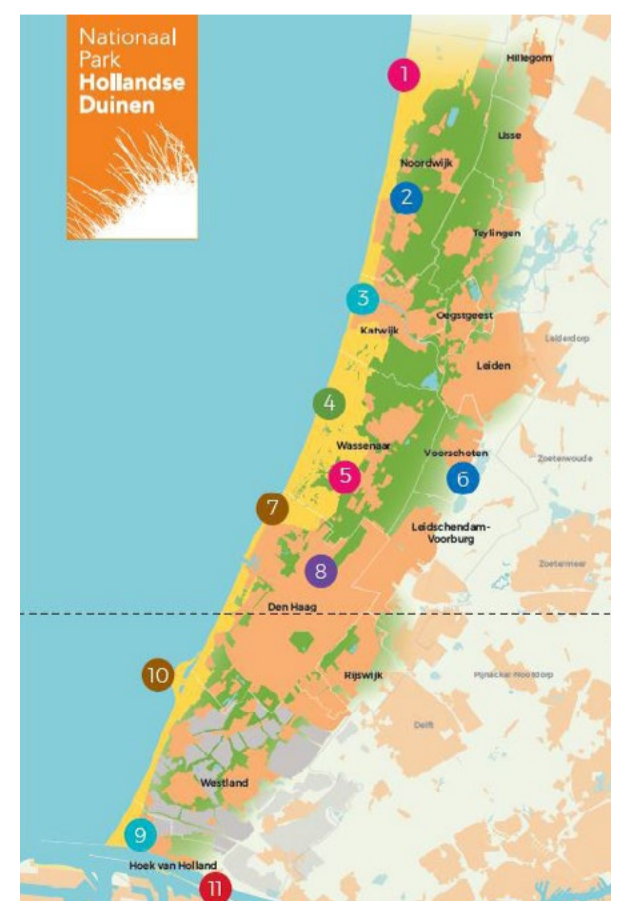 Nationaal
Park
Hollandse
Duinen
Hillegom
1
Lisse
Noordwijk
2
Teylingen
3
Oegstgeest
Katwijk
Leiderdorp
Leiden
4
Wassenaar
Voorschoten
Zoeterwoude
5
6
7
Leidschendam-
Voorburg
Zoetermeer
8
Den Haag
10
Rijswijk
Pijnacker Nootdorp
Delft
Westland
9
Hoek van Holland
11